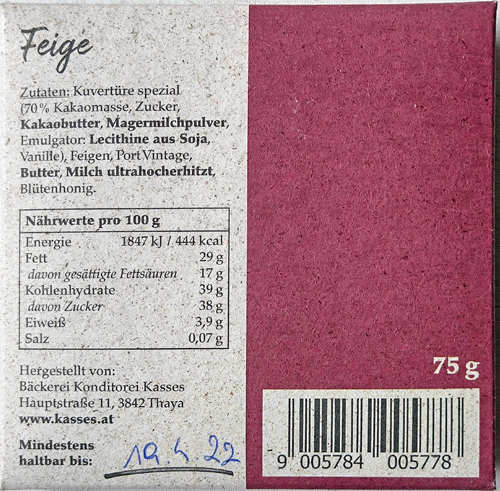 Feige
Zutaten: Kuvertüre spezial
(70% Kakaomasse, Zucker,
Kakaobutter, Magermilchpulver,
Emulgator: Lecithine aus Soja,
Vanille), Feigen, Port Vintage,
Butter, Milch ultrahocherhitzt,
Blütenhonig.
Nährwerte pro 100 g
Energie 1847 kJ / 444 kcal
Fett 29 g
davon gesättigte Fettsäuren 17 g
Kohlenhydrate 39 g
davon Zucker 38 g
Eiweiß 3,9 g
Salz 0,07 g
Hergestellt von:
Bäckerei Konditorei Kasses
Hauptstraße 11, 3842 Thaya
www.kasses.at
Mindestens
haltbar bis: 19.4.22
75 g
9 005784 005778